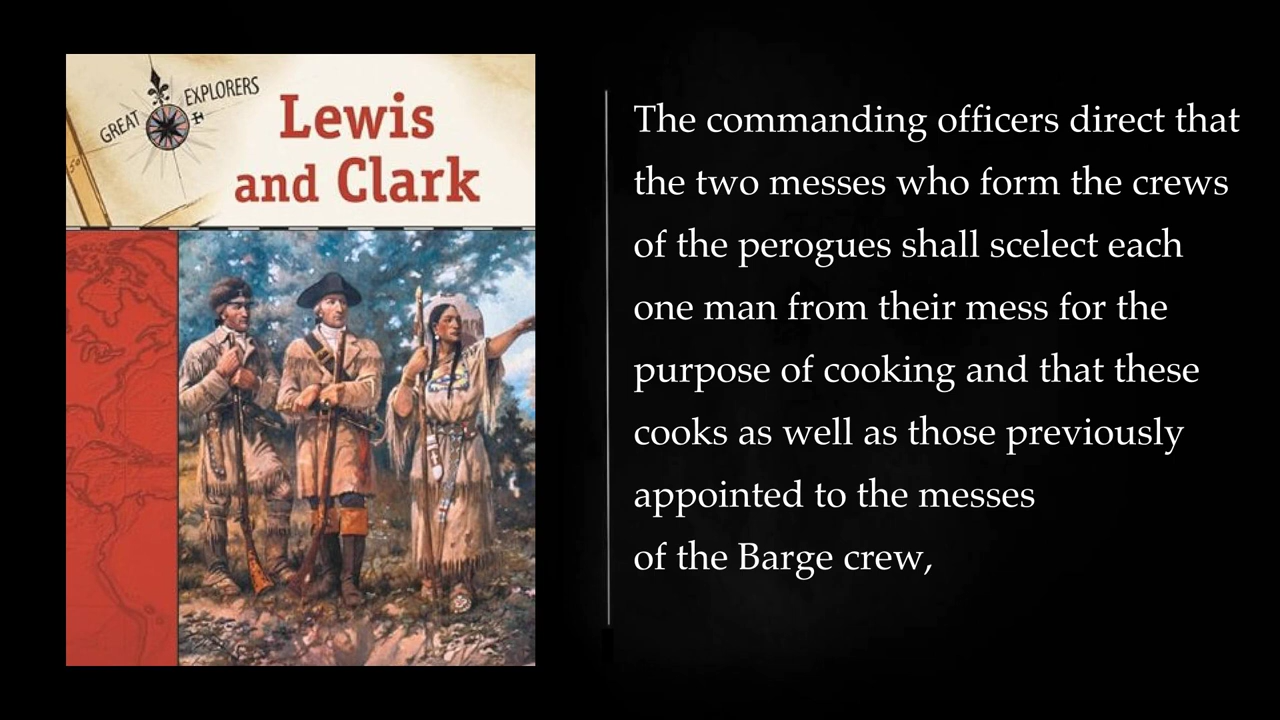 GREAT EXPLORERS
Lewis
and Clark
50
The commanding officers direct that
the two messes who form the crews
of the perogues shall scelect each
one man from their mess for the
purpose of cooking and that these
cooks as well as those previously
appointed to the messes
of the Barge crew,